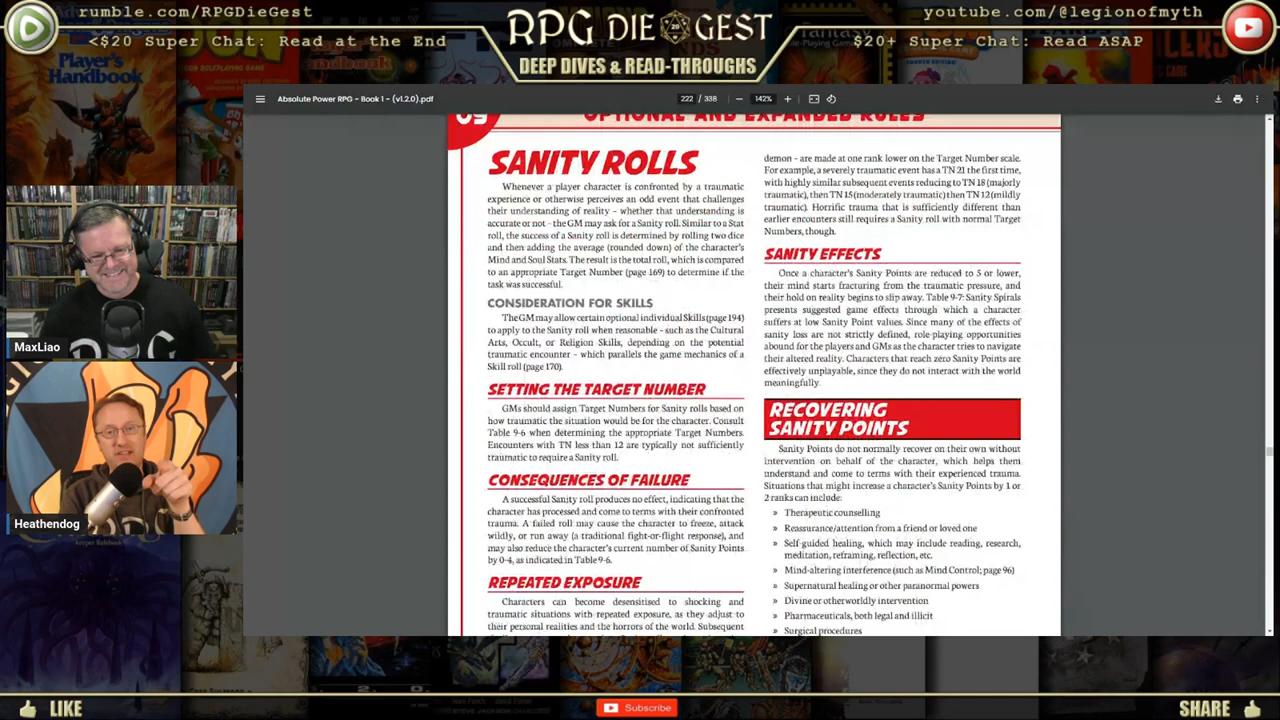 rumble.com/RPGDieGest
<$20 Super Chat: Read at the End
RPG DIE GEST
DEEP DIVES & READ-THROUGHS
youtube.com/@legionofmyth
$20+ Super Chat: Read ASAP
Player's
Handbook
Absolute Power RPG - Book 1 - (v1.2.0).pdf
222 / 338
142%
09
OPTIONAL AND EXPANDED RULES
SANITY ROLLS
Whenever a player character is confronted by a traumatic
experience or otherwise perceives an odd event that challenges
their understanding of reality – whether that understanding is
accurate or not – the GM may ask for a Sanity roll. Similar to a Stat
roll, the success of a Sanity roll is determined by rolling two dice
and then adding the average (rounded down) of the character's
Mind and Soul Stats. The result is the total roll, which is compared
to an appropriate Target Number (page 169) to determine if the
task was successful.
CONSIDERATION FOR SKILLS
The GM may allow certain optional individual Skills (page 194)
to apply to the Sanity roll when reasonable – such as the Cultural
Arts, Occult, or Religion Skills, depending on the potential
traumatic encounter – which parallels the game mechanics of a
Skill roll (page 170).
SETTING THE TARGET NUMBER
GMs should assign Target Numbers for Sanity rolls based on
how traumatic the situation would be for the character. Consult
Table 9-6 when determining the appropriate Target Numbers.
Encounters with TN less than 12 are typically not sufficiently
traumatic to require a Sanity roll.
CONSEQUENCES OF FAILURE
A successful Sanity roll produces no effect, indicating that the
character has processed and come to terms with their confronted
trauma. A failed roll may cause the character to freeze, attack
wildly, or run away (a traditional fight-or-flight response), and
may also reduce the character's current number of Sanity Points
by 0-4, as indicated in Table 9-6.
REPEATED EXPOSURE
Characters can become desensitised to shocking and
traumatic situations with repeated exposure, as they adjust to
their personal realities and the horrors of the world. Subsequent
demon – are made at one rank lower on the Target Number scale.
For example, a severely traumatic event has a TN 21 the first time,
with highly similar subsequent events reducing to TN 18 (majorly
traumatic), then TN 15 (moderately traumatic) then TN 12 (mildly
traumatic). Horrific trauma that is sufficiently different than
earlier encounters still requires a Sanity roll with normal Target
Numbers, though.
SANITY EFFECTS
Once a character's Sanity Points are reduced to 5 or lower,
their mind starts fracturing from the traumatic pressure, and
their hold on reality begins to slip away. Table 9-7: Sanity Spirals
presents suggested game effects through which a character
suffers at low Sanity Point values. Since many of the effects of
sanity loss are not strictly defined, role-playing opportunities
abound for the players and GMs as the character tries to navigate
their altered reality. Characters that reach zero Sanity Points are
effectively unplayable, since they do not interact with the world
meaningfully.
RECOVERING
SANITY POINTS
Sanity Points do not normally recover on their own without
intervention on behalf of the character, which helps them
understand and come to terms with their experienced trauma.
Situations that might increase a character's Sanity Points by 1 or
2 ranks can include:
» Therapeutic counselling
» Reassurance/attention from a friend or loved one
» Self-guided healing, which may include reading, research,
meditation, reframing, reflection, etc.
» Mind-altering interference (such as Mind Control; page 96)
» Supernatural healing or other paranormal powers
» Divine or otherworldly intervention
» Pharmaceuticals, both legal and illicit
» Surgical procedures
MaxLiao
Heathendog
LIKE
Subscribe
SHARE